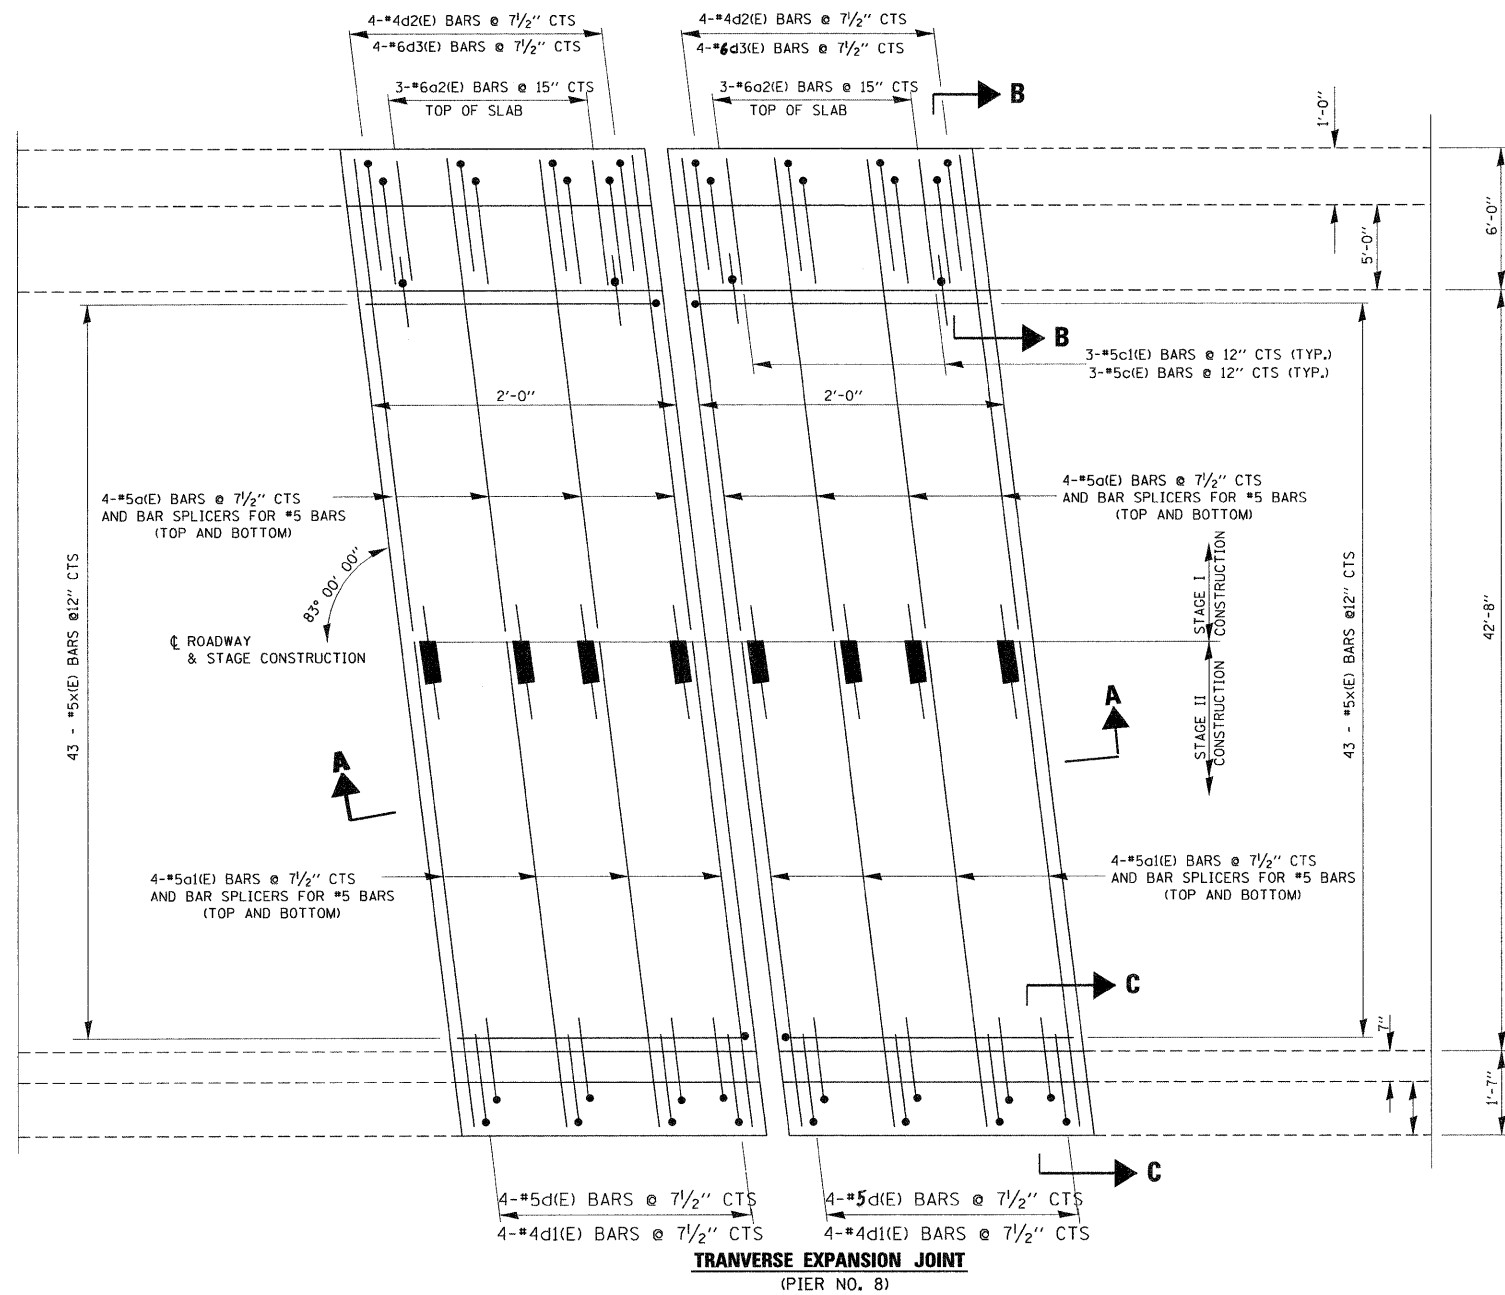 4-#4d2(E) BARS @ 7½" CTS
4-#6d3(E) BARS @ 7½" CTS
4-#4d2(E) BARS @ 7½" CTS
4-#6d3(E) BARS @ 7½" CTS
3-#6a2(E) BARS @ 15" CTS
TOP OF SLAB
3-#6a2(E) BARS @ 15" CTS
TOP OF SLAB
B
1'-0"
6'-0"
5'-0"
B
3-#5c1(E) BARS @ 12" CTS (TYP.)
3-#5c(E) BARS @ 12" CTS (TYP.)
2'-0"
2'-0"
4-#5a(E) BARS @ 7½" CTS
AND BAR SPLICERS FOR #5 BARS
(TOP AND BOTTOM)
4-#5a(E) BARS @ 7½" CTS
AND BAR SPLICERS FOR #5 BARS
(TOP AND BOTTOM)
83° 00' 00"
℄ ROADWAY
& STAGE CONSTRUCTION
STAGE I
CONSTRUCTION
STAGE II
CONSTRUCTION
43 - #5x(E) BARS @12" CTS
43 - #5x(E) BARS @12" CTS
42'-8"
A
A
4-#5a1(E) BARS @ 7½" CTS
AND BAR SPLICERS FOR #5 BARS
(TOP AND BOTTOM)
4-#5a1(E) BARS @ 7½" CTS
AND BAR SPLICERS FOR #5 BARS
(TOP AND BOTTOM)
C
7"
1'-7"
C
4-#5d(E) BARS @ 7½" CTS
4-#4d1(E) BARS @ 7½" CTS
4-#5d(E) BARS @ 7½" CTS
4-#4d1(E) BARS @ 7½" CTS
TRANVERSE EXPANSION JOINT
(PIER NO. 8)